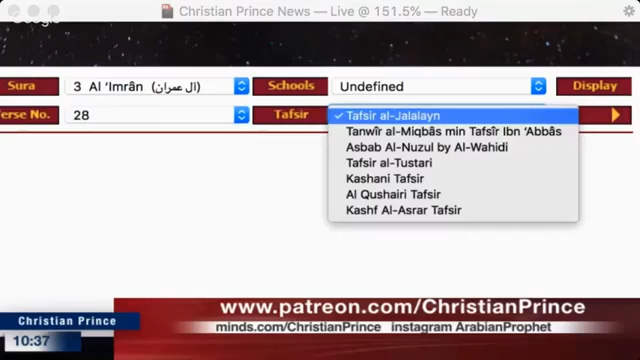 Christian Prince News — Live @ 151.5% — Ready
Google
Sura 3 Al 'Imrân (آل عمران) Schools Undefined Display
erse No. 28 Tafsir
✓ Tafsir al-Jalalayn
Tanwîr al-Miqbâs min Tafsîr Ibn 'Abbâs
Asbab Al-Nuzul by Al-Wahidi
Tafsir al-Tustari
Kashani Tafsir
Al Qushairi Tafsir
Kashf Al-Asrar Tafsir
www.patreon.com/ChristianPrince
Christian Prince
minds.com/ChristianPrince instagram ArabianProphet
10:37